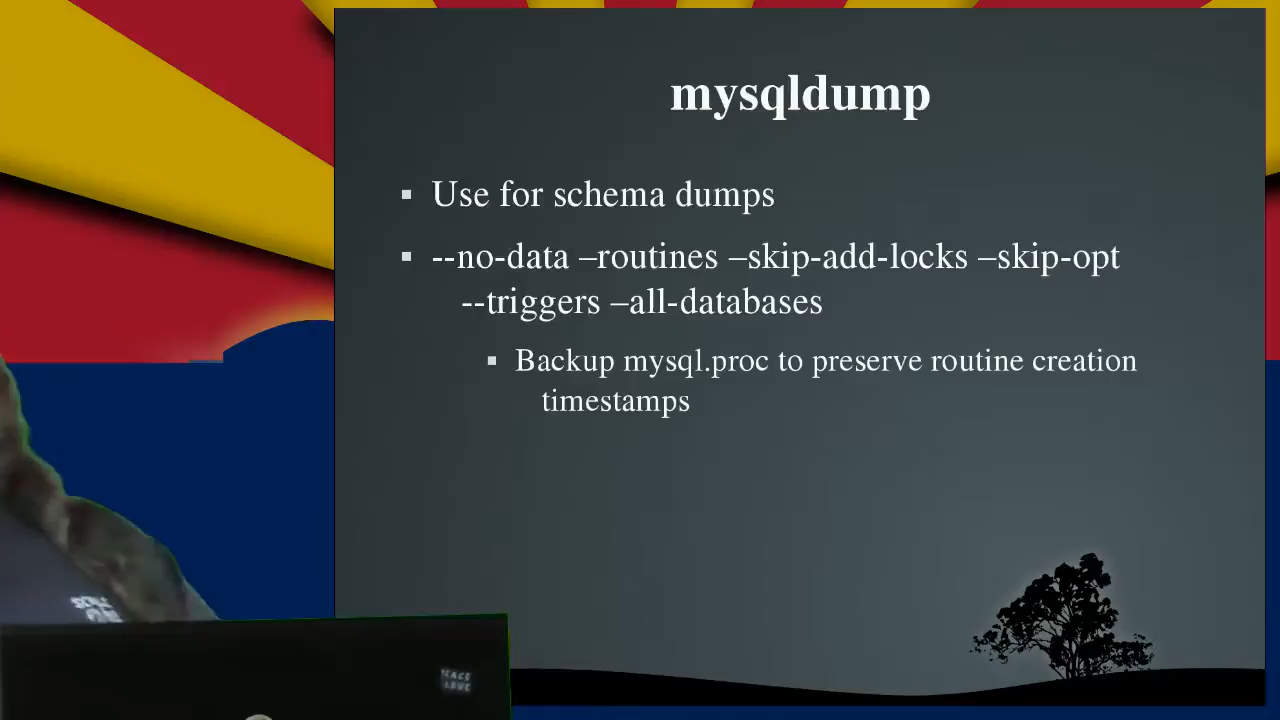 mysqldump
▪ Use for schema dumps
▪ --no-data –routines –skip-add-locks –skip-opt
--triggers –all-databases
▪ Backup mysql.proc to preserve routine creation
timestamps